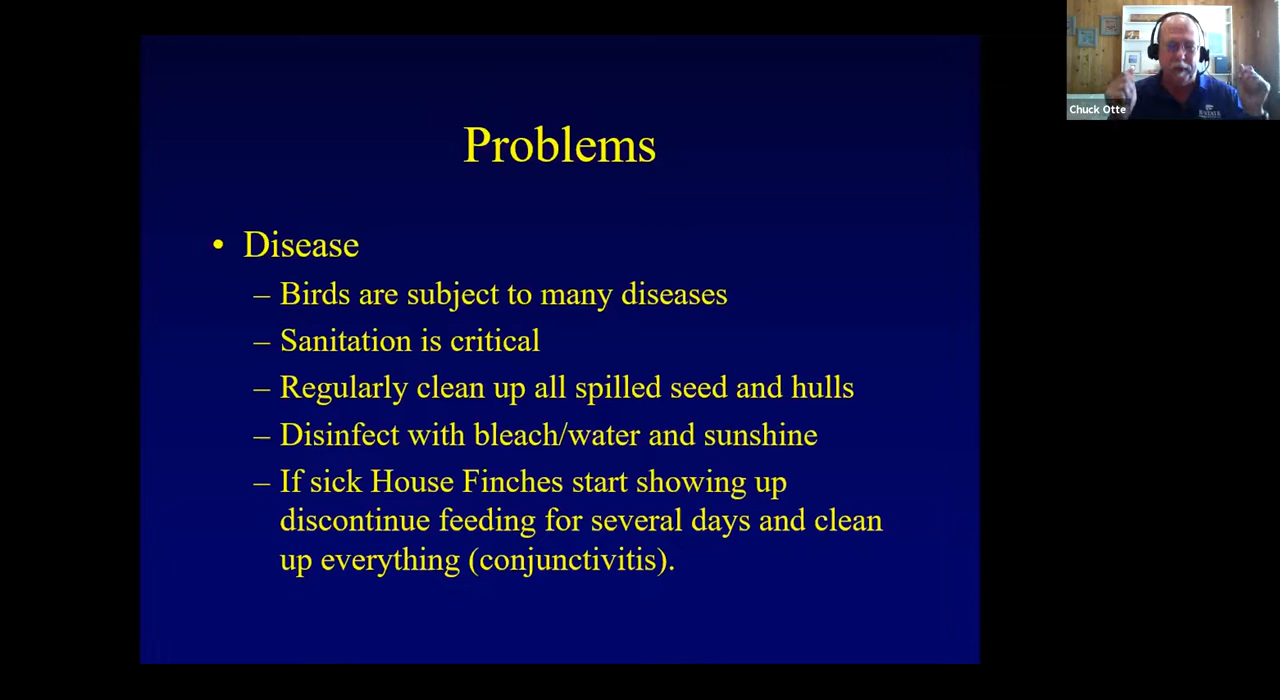 Problems
• Disease
– Birds are subject to many diseases
– Sanitation is critical
– Regularly clean up all spilled seed and hulls
– Disinfect with bleach/water and sunshine
– If sick House Finches start showing up
discontinue feeding for several days and clean
up everything (conjunctivitis).
Chuck Otte